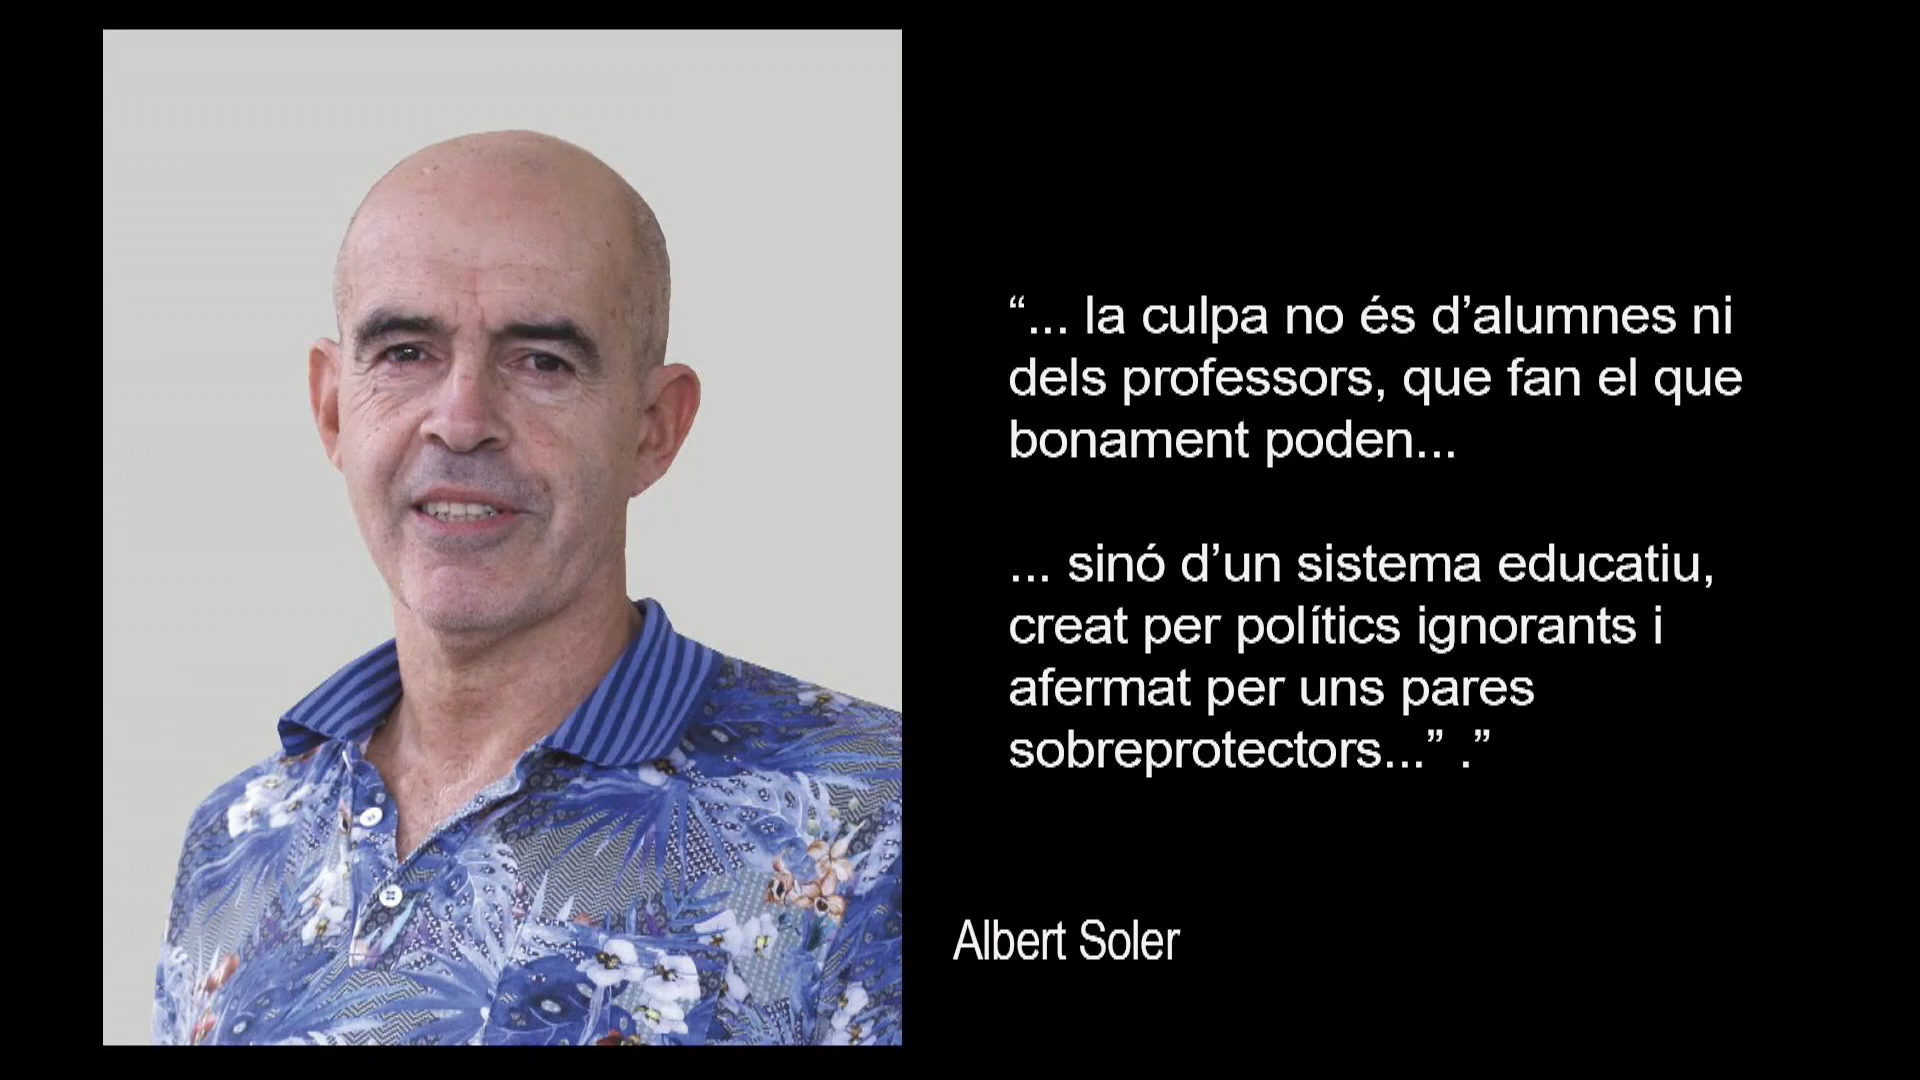 “... la culpa no és d’alumnes ni
dels professors, que fan el que
bonament poden...
... sinó d’un sistema educatiu,
creat per polítics ignorants i
afermat per uns pares
sobreprotectors...” .”
Albert Soler